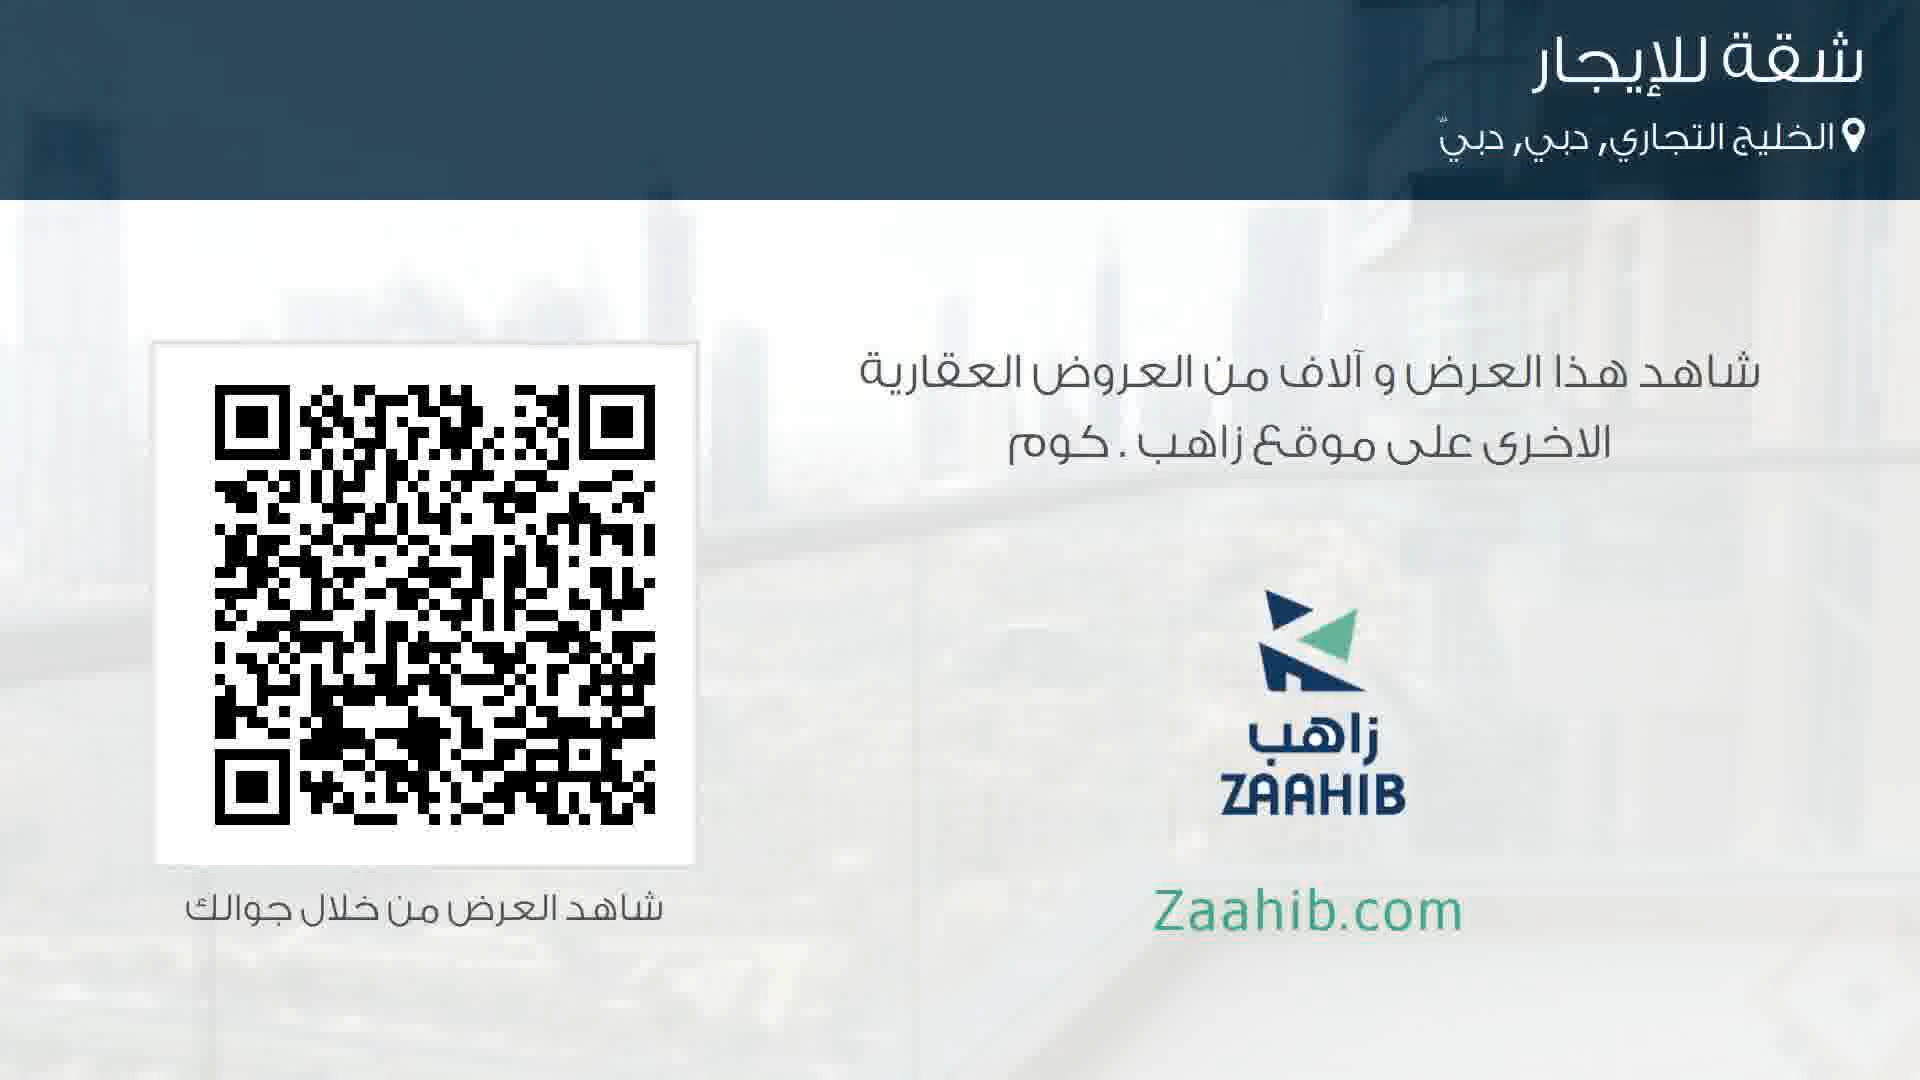 شقة للإيجار
الخليج التجاري, دبي, دبيّ
شاهد هذا العرض و آلاف من العروض العقارية
الاخرى على موقع زاهب . كوم
زاهب
ZAAHIB
Zaahib.com
شاهد العرض من خلال جوالك